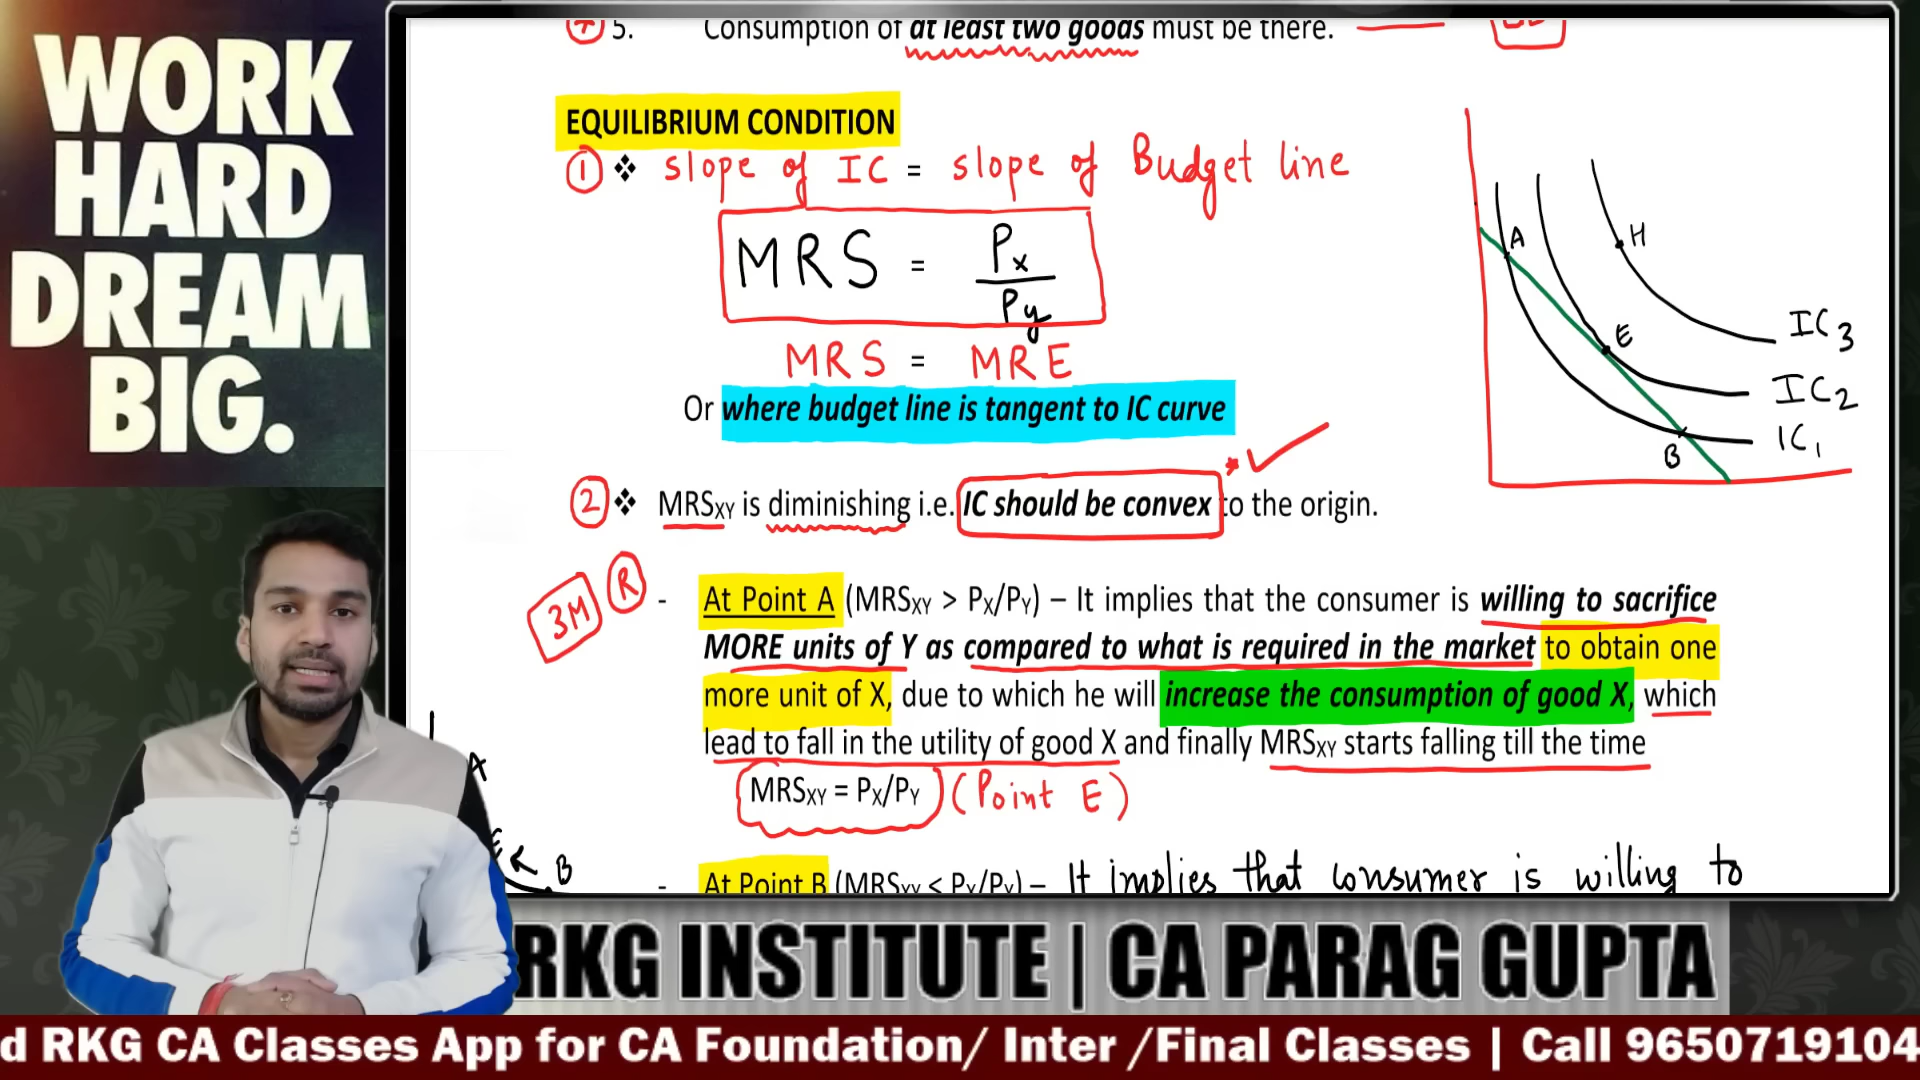 WORK
HARD
DREAM
BIG.
+ 5. Consumption of at least two goods must be there.
EQUILIBRIUM CONDITION
① ❖ slope of IC = slope of Budget line
MRS = Px
Py
MRS = MRE
Or where budget line is tangent to IC curve
② ❖ MRSXY is diminishing i.e. IC should be convex to the origin.
A
H
E
B
IC3
IC2
IC1
3M R - At Point A (MRSXY > PX/PY) – It implies that the consumer is willing to sacrifice
MORE units of Y as compared to what is required in the market to obtain one
more unit of X, due to which he will increase the consumption of good X, which
lead to fall in the utility of good X and finally MRSXY starts falling till the time
MRSXY = PX/PY (Point E)
A
E
B
- At Point B (MRSXY < PX/PY) – It implies that consumer is willing to
RKG INSTITUTE | CA PARAG GUPTA
d RKG CA Classes App for CA Foundation/ Inter /Final Classes | Call 9650719104